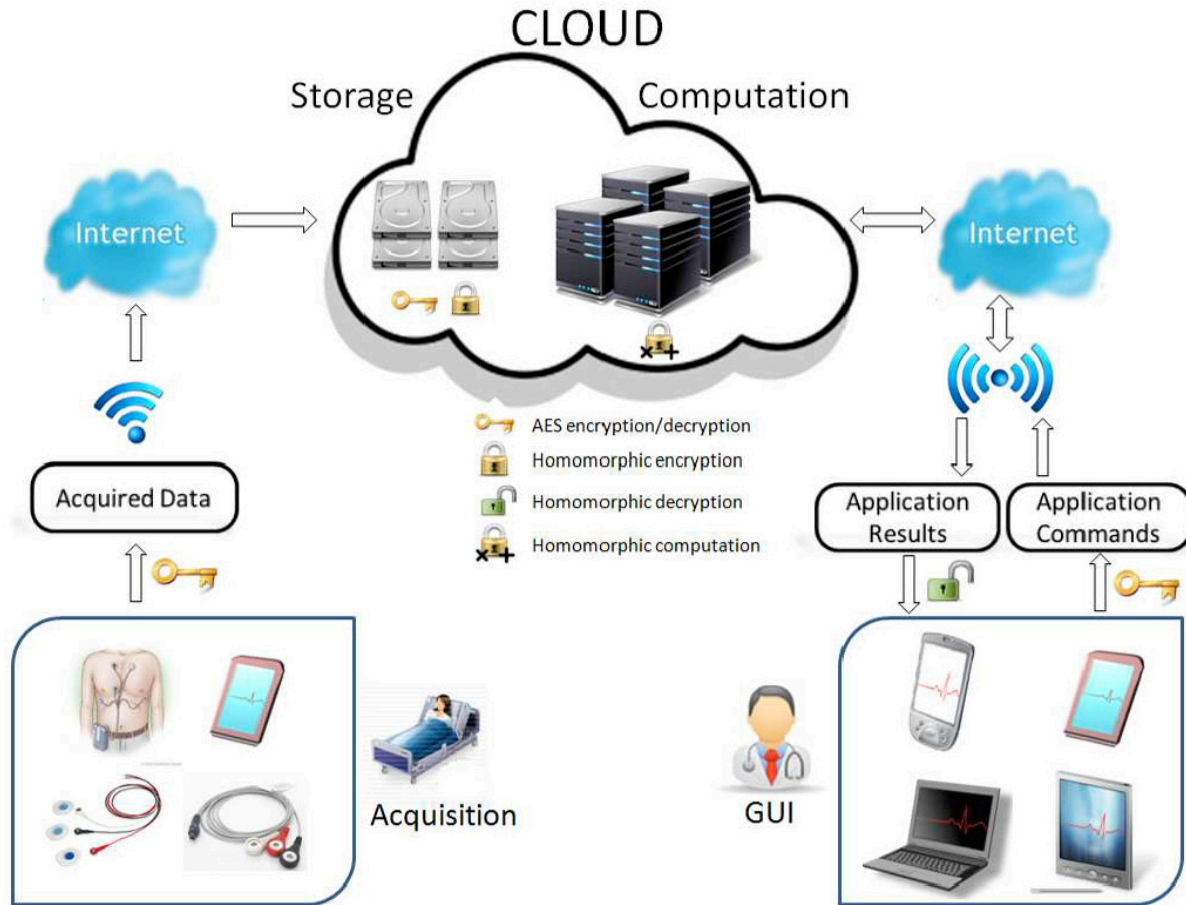 CLOUD
Storage
Computation
Internet
Internet
AES encryption/decryption
Homomorphic encryption
Homomorphic decryption
Homomorphic computation
Acquired Data
Application
Results
Application
Commands
Acquisition
GUI